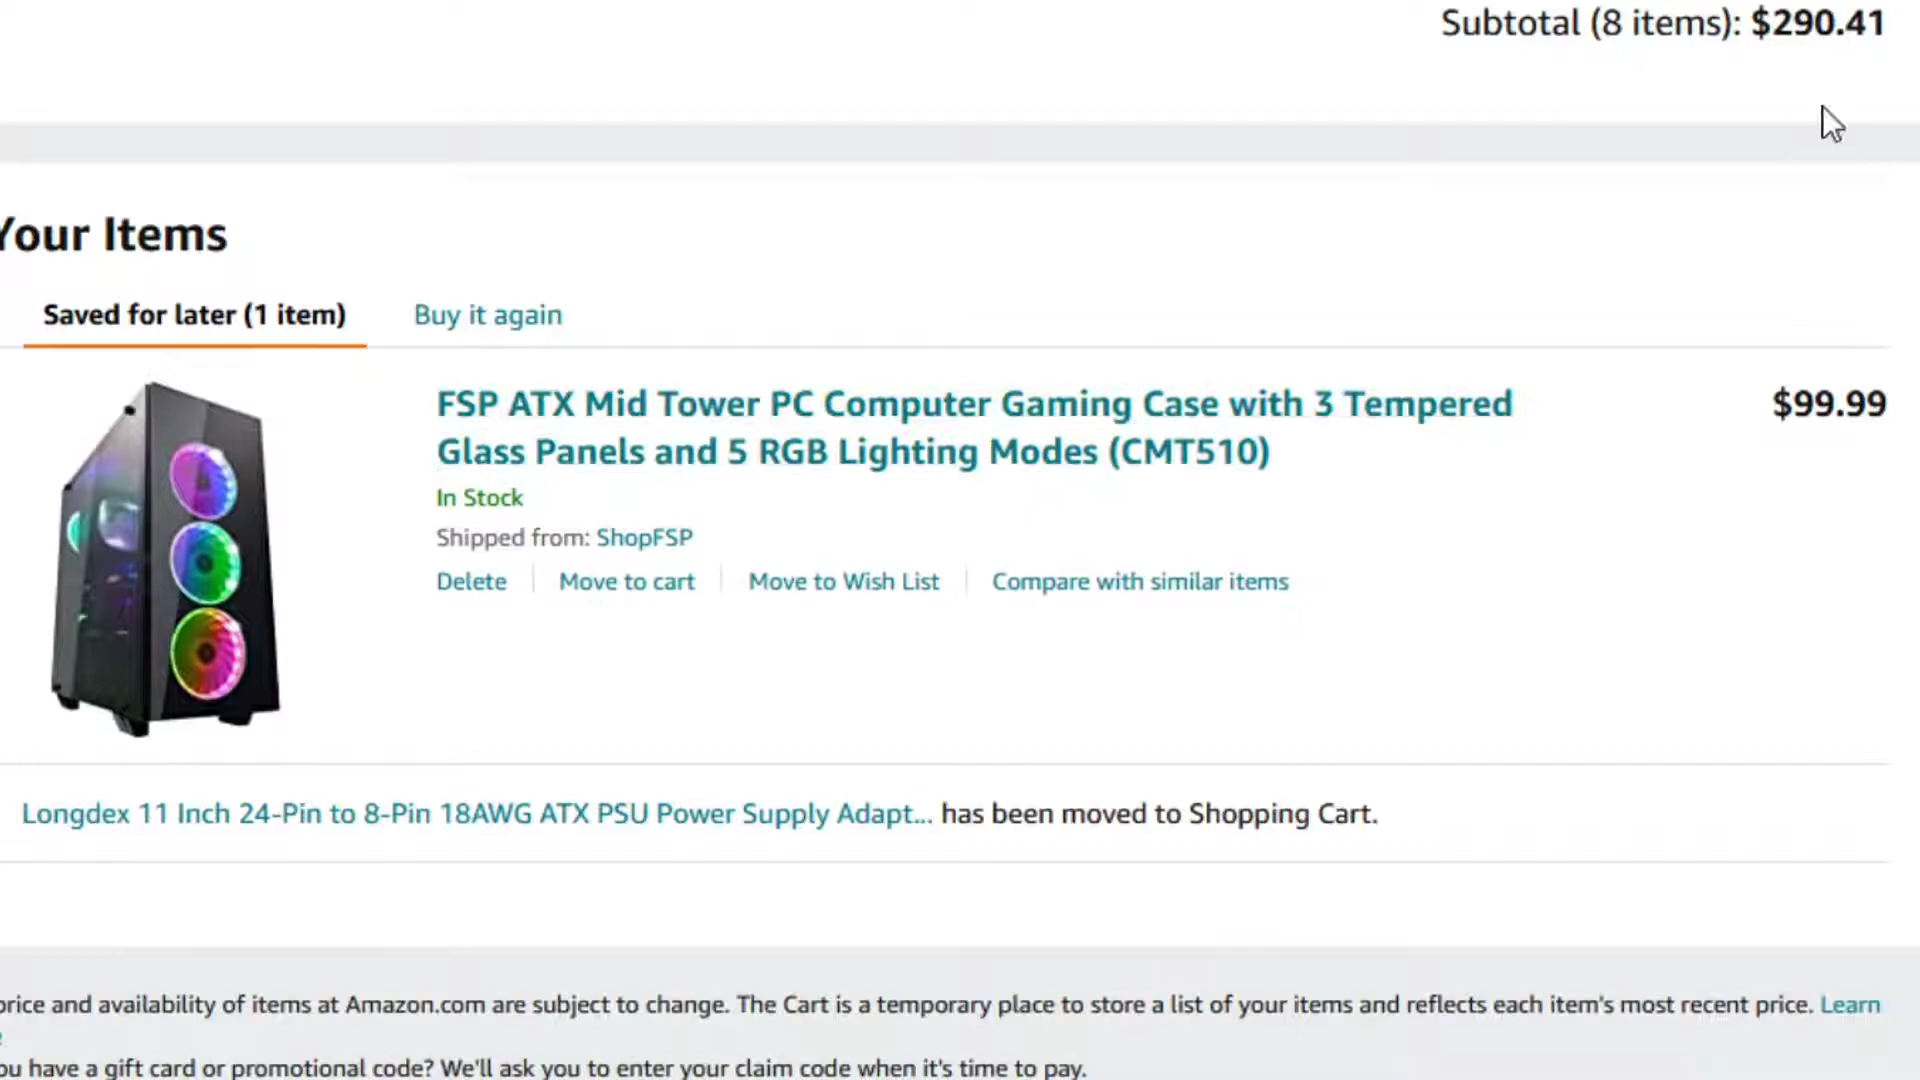 Subtotal (8 items): $290.41
Your Items
Saved for later (1 item) Buy it again
FSP ATX Mid Tower PC Computer Gaming Case with 3 Tempered $99.99
Glass Panels and 5 RGB Lighting Modes (CMT510)
In Stock
Shipped from: ShopFSP
Delete Move to cart Move to Wish List Compare with similar items
Longdex 11 Inch 24-Pin to 8-Pin 18AWG ATX PSU Power Supply Adapt... has been moved to Shopping Cart.
price and availability of items at Amazon.com are subject to change. The Cart is a temporary place to store a list of your items and reflects each item's most recent price. Learn
ou have a gift card or promotional code? We'll ask you to enter your claim code when it's time to pay.